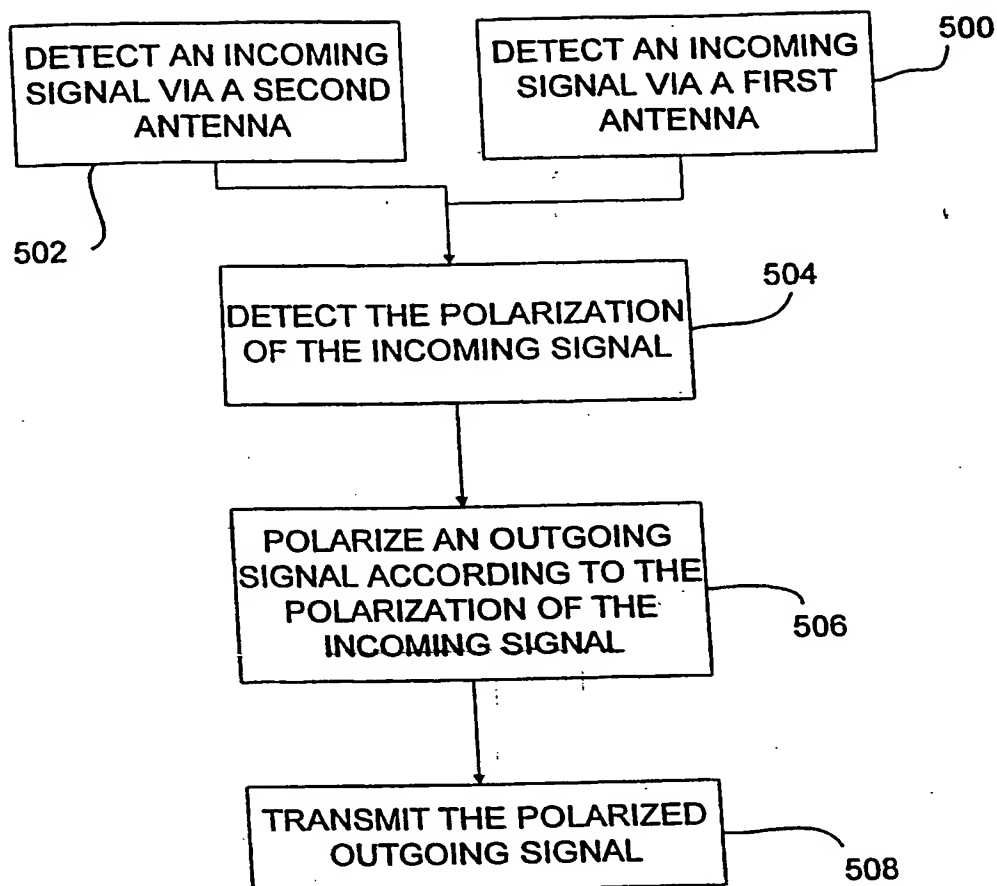 DETECT AN INCOMING
SIGNAL VIA A SECOND
ANTENNA
502
DETECT AN INCOMING
SIGNAL VIA A FIRST
ANTENNA
500
DETECT THE POLARIZATION
OF THE INCOMING SIGNAL
504
POLARIZE AN OUTGOING
SIGNAL ACCORDING TO THE
POLARIZATION OF THE
INCOMING SIGNAL
506
TRANSMIT THE POLARIZED
OUTGOING SIGNAL
508